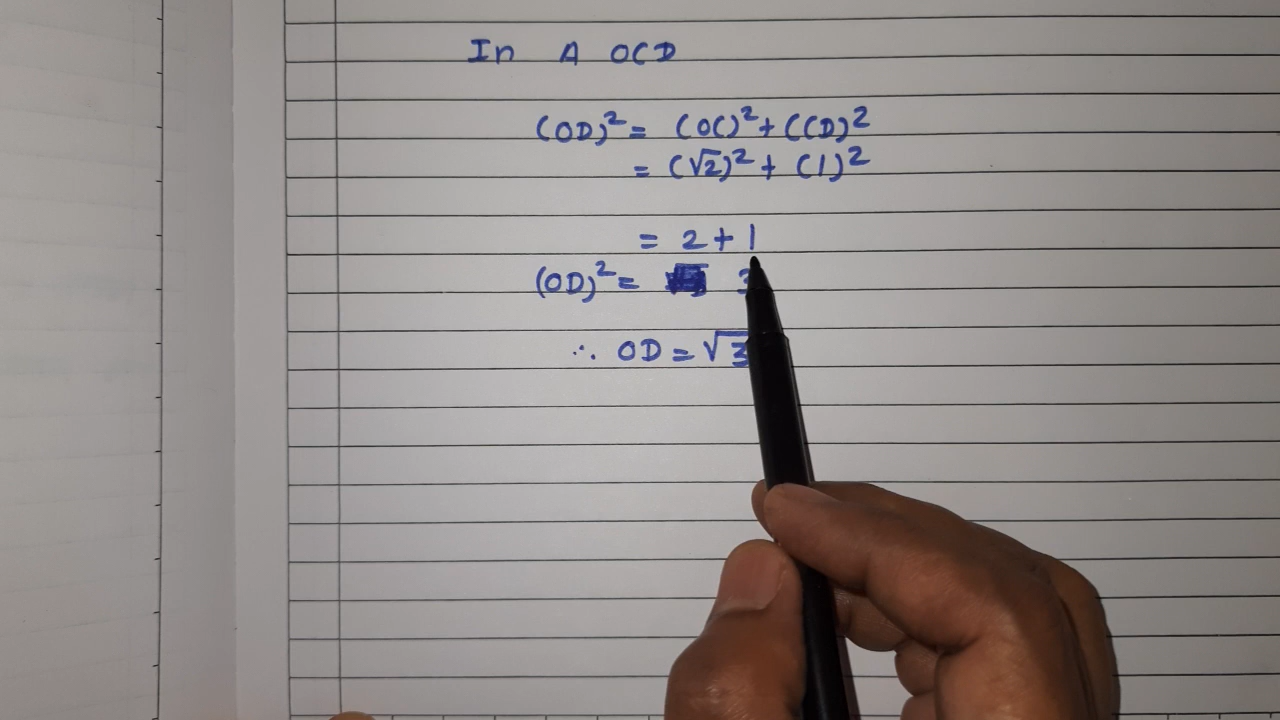 In A OCD
(OD)² = (OC)² + (CD)²
= (√2)² + (1)²
= 2 + 1
(OD)² = 3
∴ OD = √3